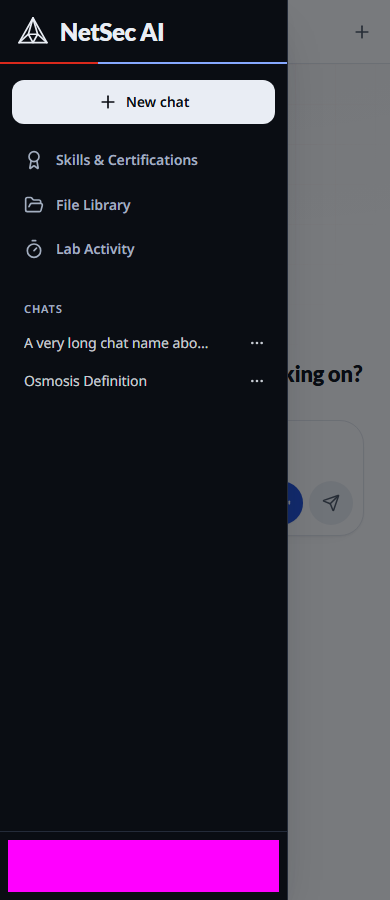 NetSec AI
New chat
Skills & Certifications
File Library
Lab Activity
CHATS
A very long chat name abo...
Osmosis Definition
king on?